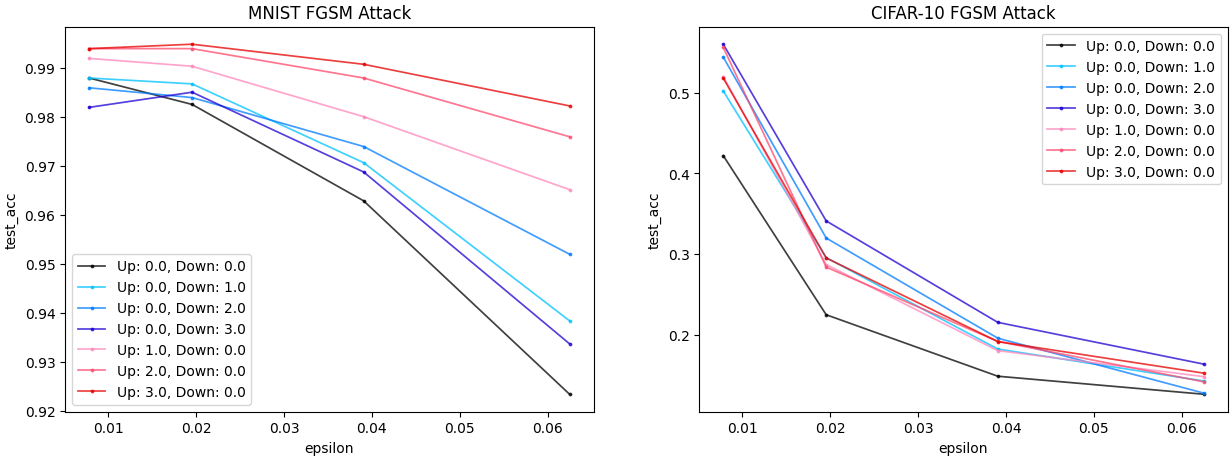 MNIST FGSM Attack
test_acc
0.99
0.98
0.97
0.96
0.95
0.94
0.93
0.92
Up: 0.0, Down: 0.0
Up: 0.0, Down: 1.0
Up: 0.0, Down: 2.0
Up: 0.0, Down: 3.0
Up: 1.0, Down: 0.0
Up: 2.0, Down: 0.0
Up: 3.0, Down: 0.0
0.01 0.02 0.03 0.04 0.05 0.06
epsilon
CIFAR-10 FGSM Attack
test_acc
0.5
0.4
0.3
0.2
Up: 0.0, Down: 0.0
Up: 0.0, Down: 1.0
Up: 0.0, Down: 2.0
Up: 0.0, Down: 3.0
Up: 1.0, Down: 0.0
Up: 2.0, Down: 0.0
Up: 3.0, Down: 0.0
0.01 0.02 0.03 0.04 0.05 0.06
epsilon